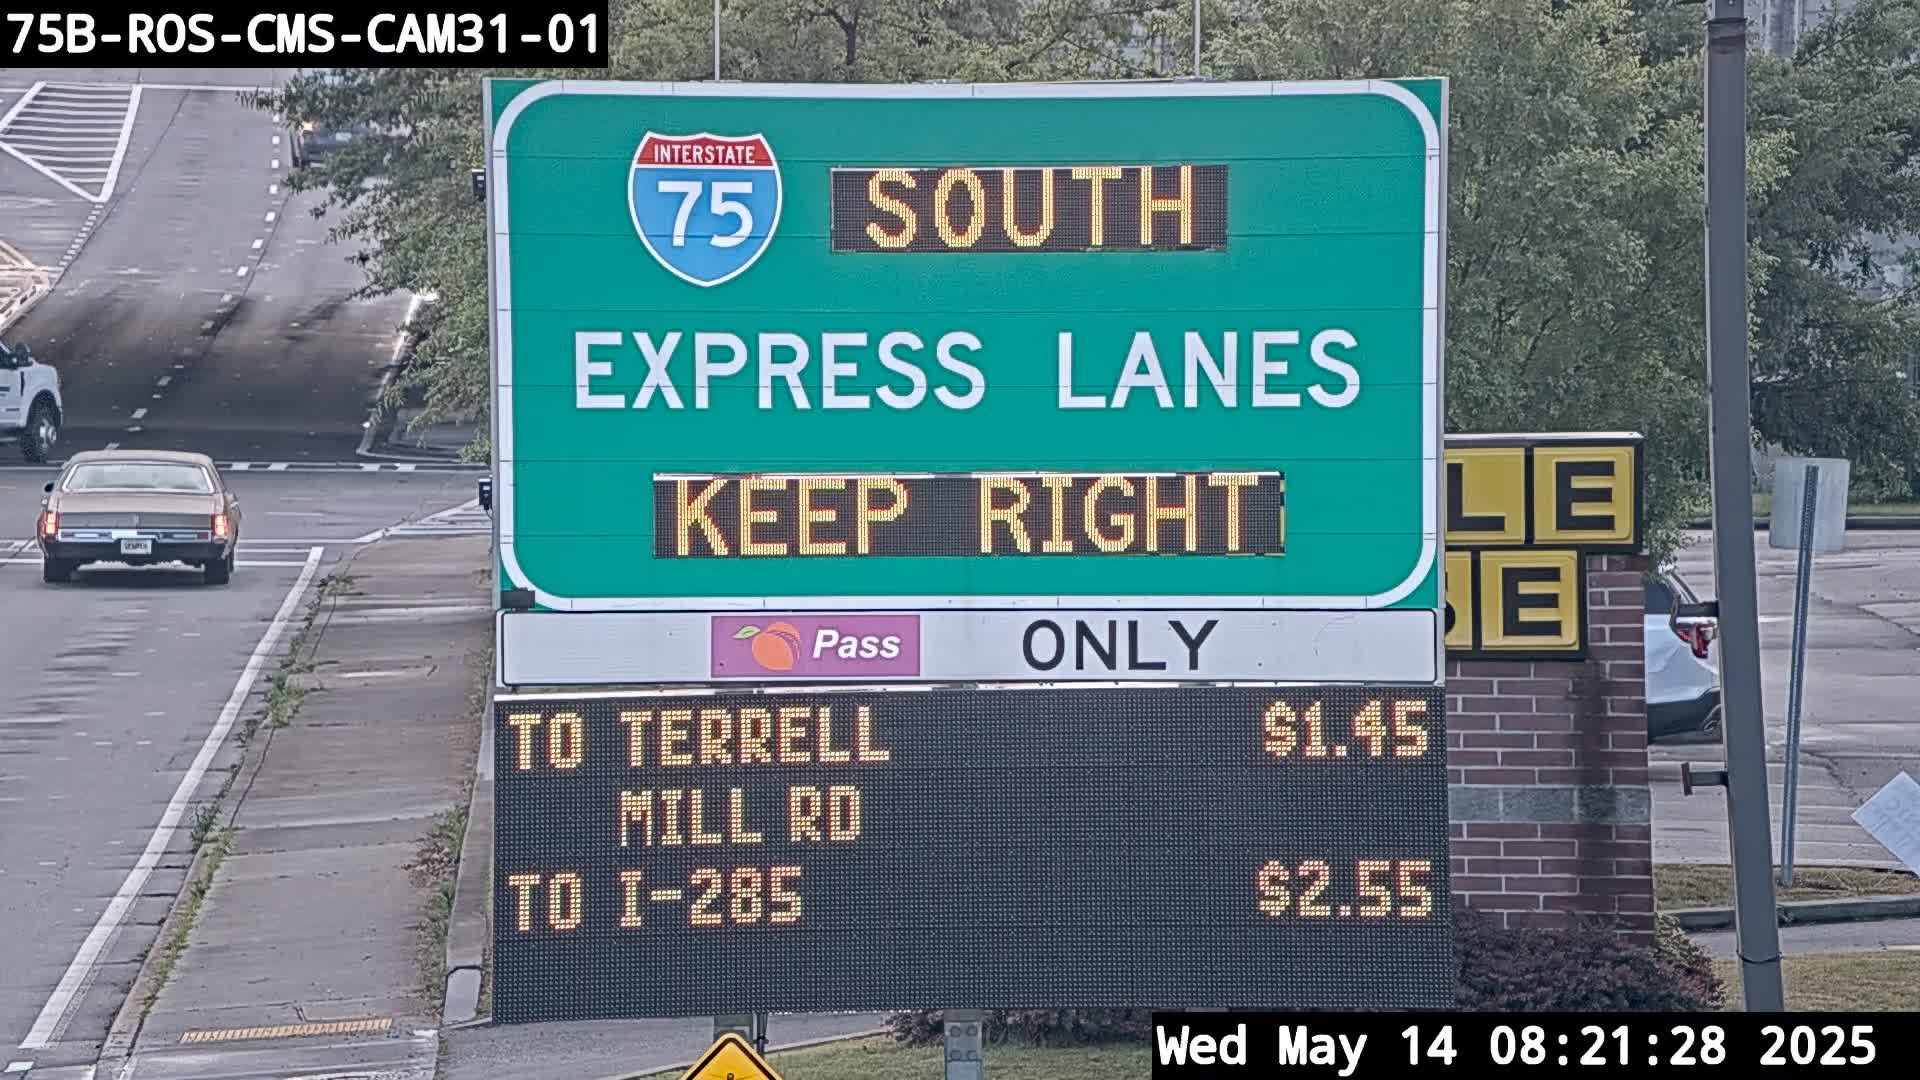 75B-ROS-CMS-CAM31-01
INTERSTATE
75
SOUTH
EXPRESS LANES
KEEP RIGHT
Pass ONLY
TO TERRELL $1.45
MILL RD
TO I-285 $2.55
LE
E
Wed May 14 08:21:28 2025